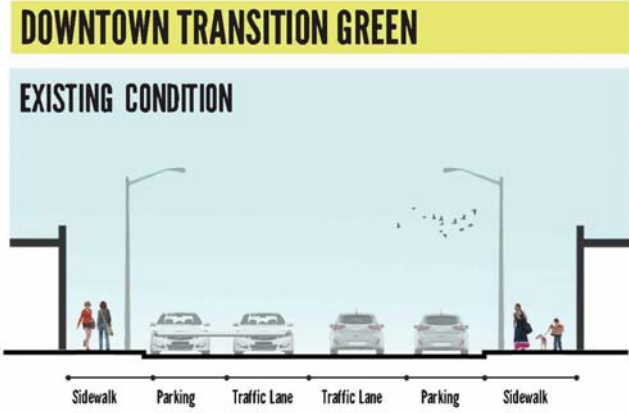 DOWNTOWN TRANSITION GREEN
EXISTING CONDITION
Sidewalk Parking Traffic Lane Traffic Lane Parking Sidewalk